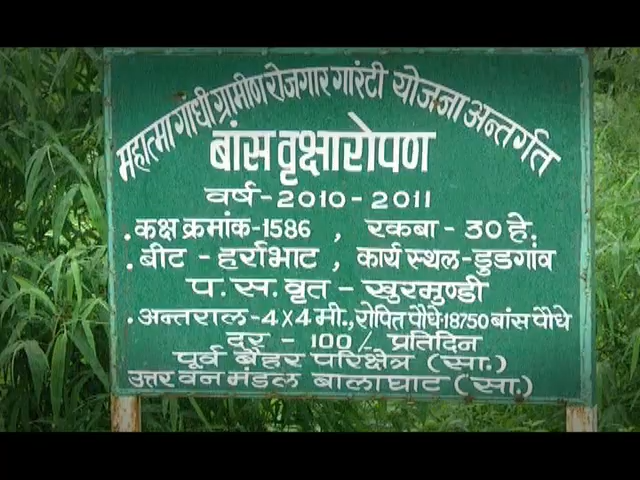 महात्मा गांधी ग्रामीण रोजगार गारंटी योजना अन्तर्गत
बांस वृक्षारोपण
वर्ष-2010-2011
.कक्ष क्रमांक-1586 , रकबा-30 हे.
.बीट-हर्राभाट , कार्य स्थल-डुडगांव
प.स.वृत-खुरमुण्डी
.अन्तराल-4x4मी., रोपित पौधे-18750 बांस पौधे
दर-100/- प्रतिदिन
पूर्व बैहर परिक्षेत्र (सा.)
उत्तर वन मंडल बालाघाट (सा.)